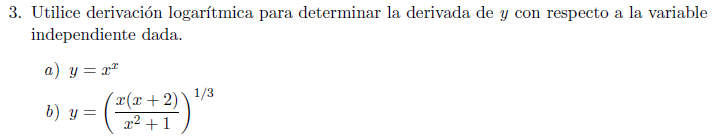 3. Utilice derivación logarítmica para determinar la derivada de y con respecto a la variable
independiente dada.
a) y = x^x
b) y = (x(x + 2) / x² + 1)^{1/3}